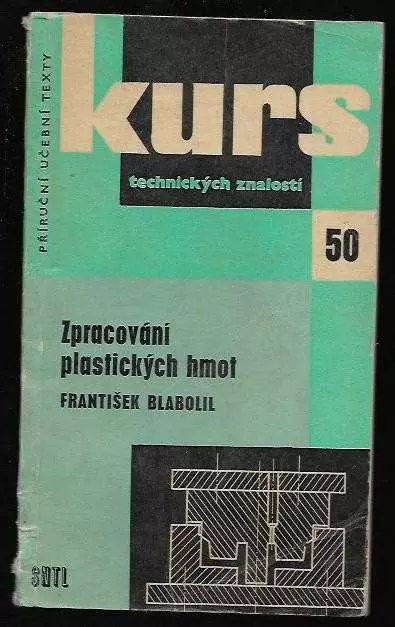 PŘÍRUČNÍ UČEBNÍ TEXTY
kurs
technických znalostí
50
Zpracování
plastických hmot
FRANTIŠEK BLABOLIL
SNTL